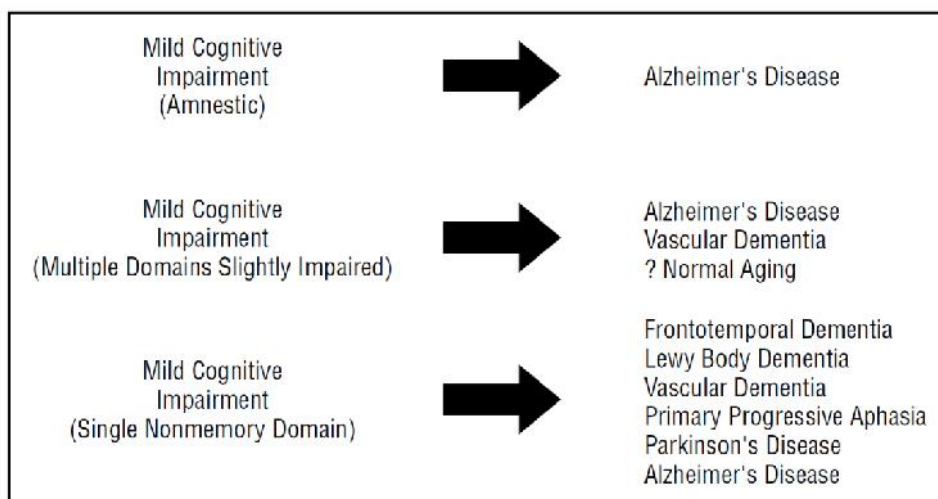 Mild Cognitive
Impairment
(Amnestic)
Alzheimer's Disease
Mild Cognitive
Impairment
(Multiple Domains Slightly Impaired)
Alzheimer's Disease
Vascular Dementia
? Normal Aging
Mild Cognitive
Impairment
(Single Nonmemory Domain)
Frontotemporal Dementia
Lewy Body Dementia
Vascular Dementia
Primary Progressive Aphasia
Parkinson's Disease
Alzheimer's Disease